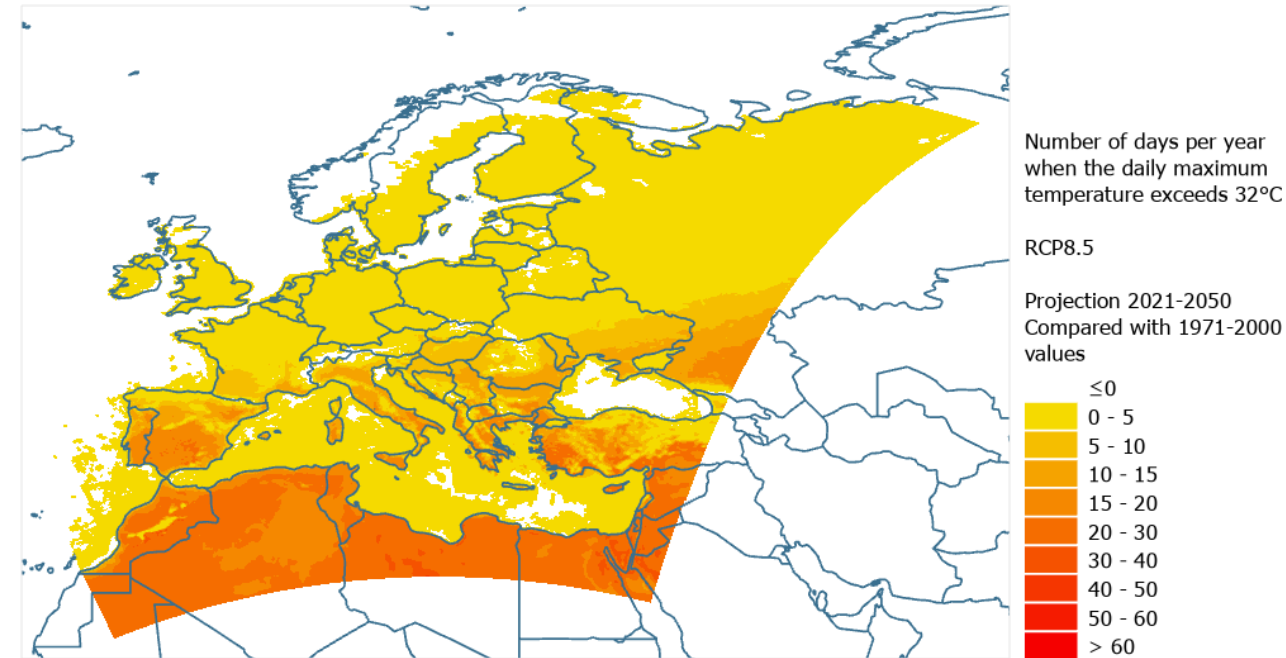 Number of days per year
when the daily maximum
temperature exceeds 32°C
RCP8.5
Projection 2021-2050
Compared with 1971-2000
values
≤0
0 - 5
5 - 10
10 - 15
15 - 20
20 - 30
30 - 40
40 - 50
50 - 60
> 60